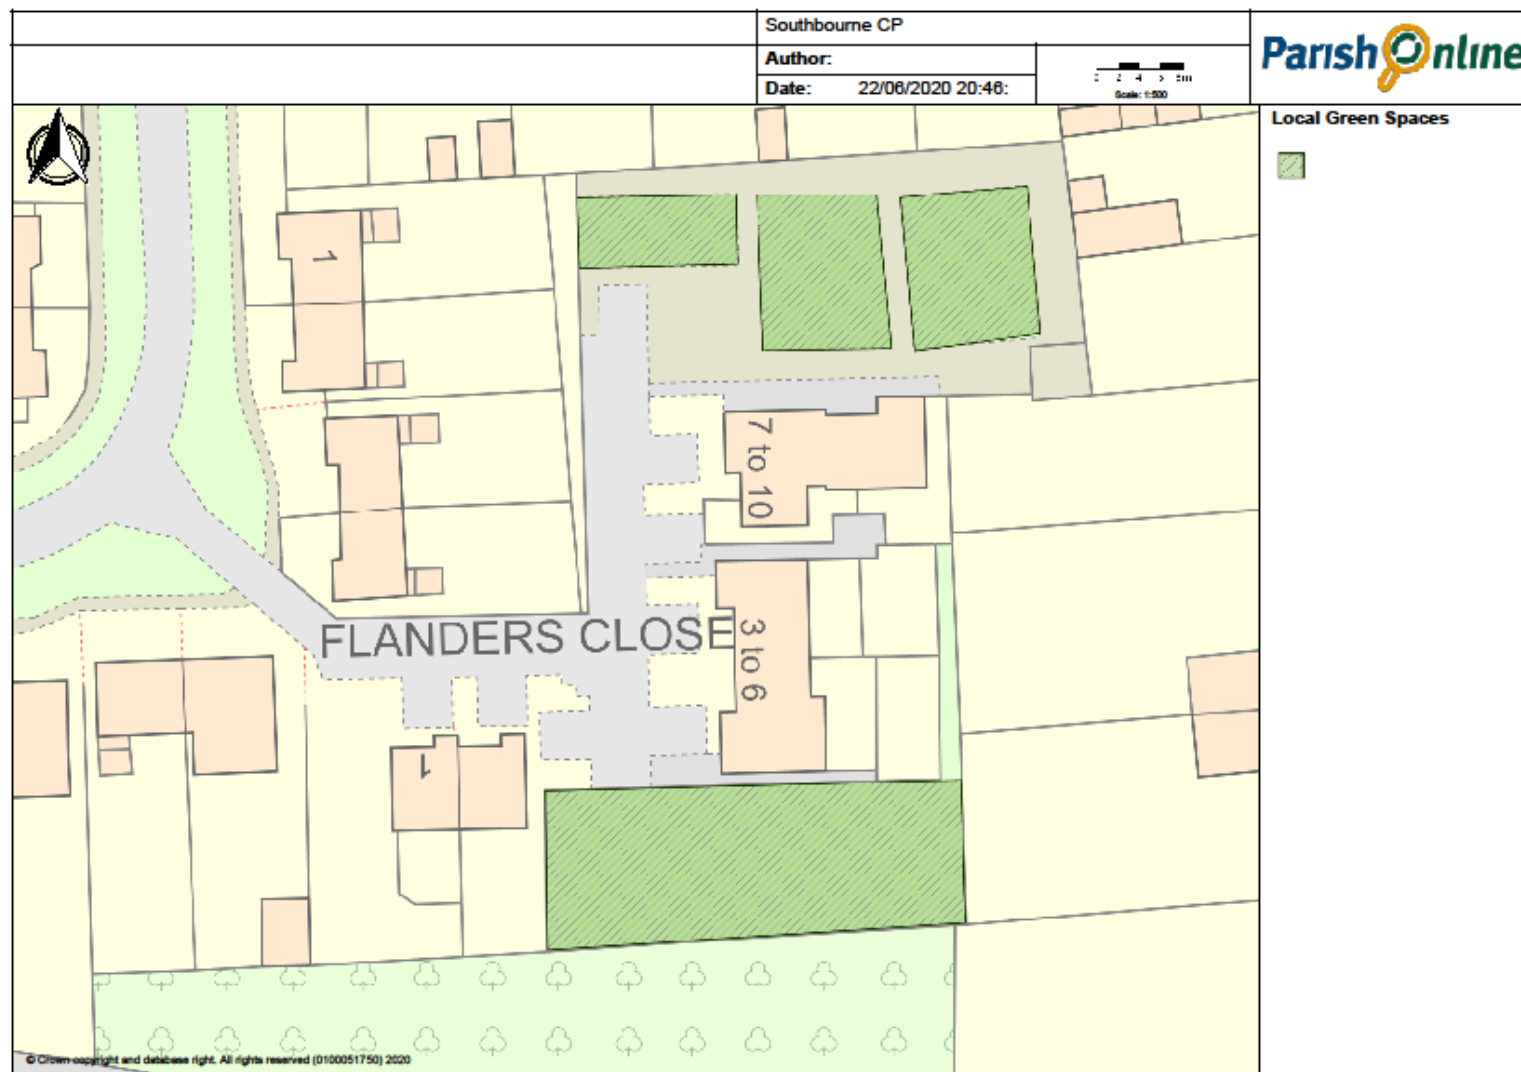 Southbourne CP
Author:
Date: 22/06/2020 20:46:
Scale: 1:500
Parish Online
Local Green Spaces
1
7 to 10
FLANDERS CLOSE
3 to 6
1
© Crown copyright and database right. All rights reserved (0100051750) 2020